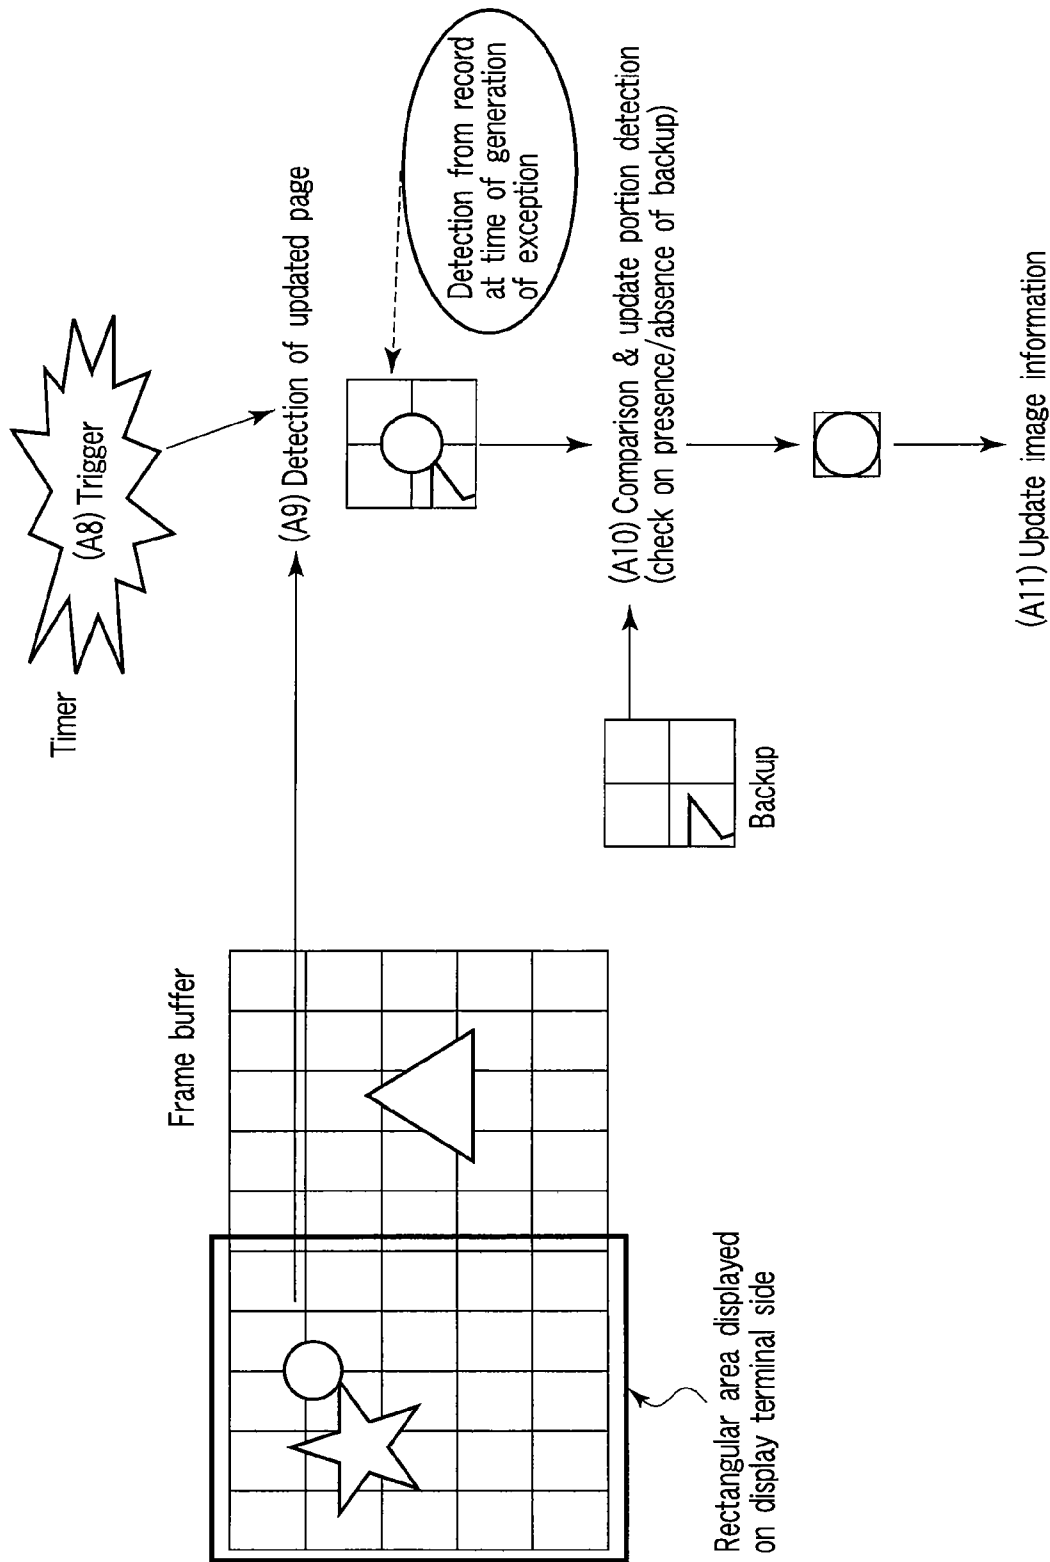 Timer
(A8) Trigger
Frame buffer
(A9) Detection of updated page
Detection from record
at time of generation
of exception
Backup
(A10) Comparison & update portion detection
(check on presence/absence of backup)
Rectangular area displayed
on display terminal side
(A11) Update image information